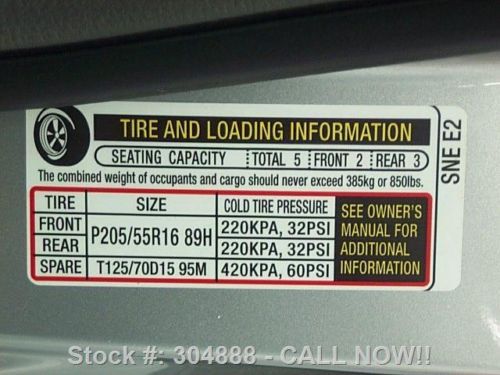 TIRE AND LOADING INFORMATION
SEATING CAPACITY TOTAL 5 FRONT 2 REAR 3
The combined weight of occupants and cargo should never exceed 385kg or 850lbs.
TIRE SIZE COLD TIRE PRESSURE SEE OWNER'S MANUAL FOR ADDITIONAL INFORMATION
FRONT P205/55R16 89H 220KPA, 32PSI
REAR 220KPA, 32PSI
SPARE T125/70D15 95M 420KPA, 60PSI
SNE E2
Stock #: 304888 - CALL NOW!!